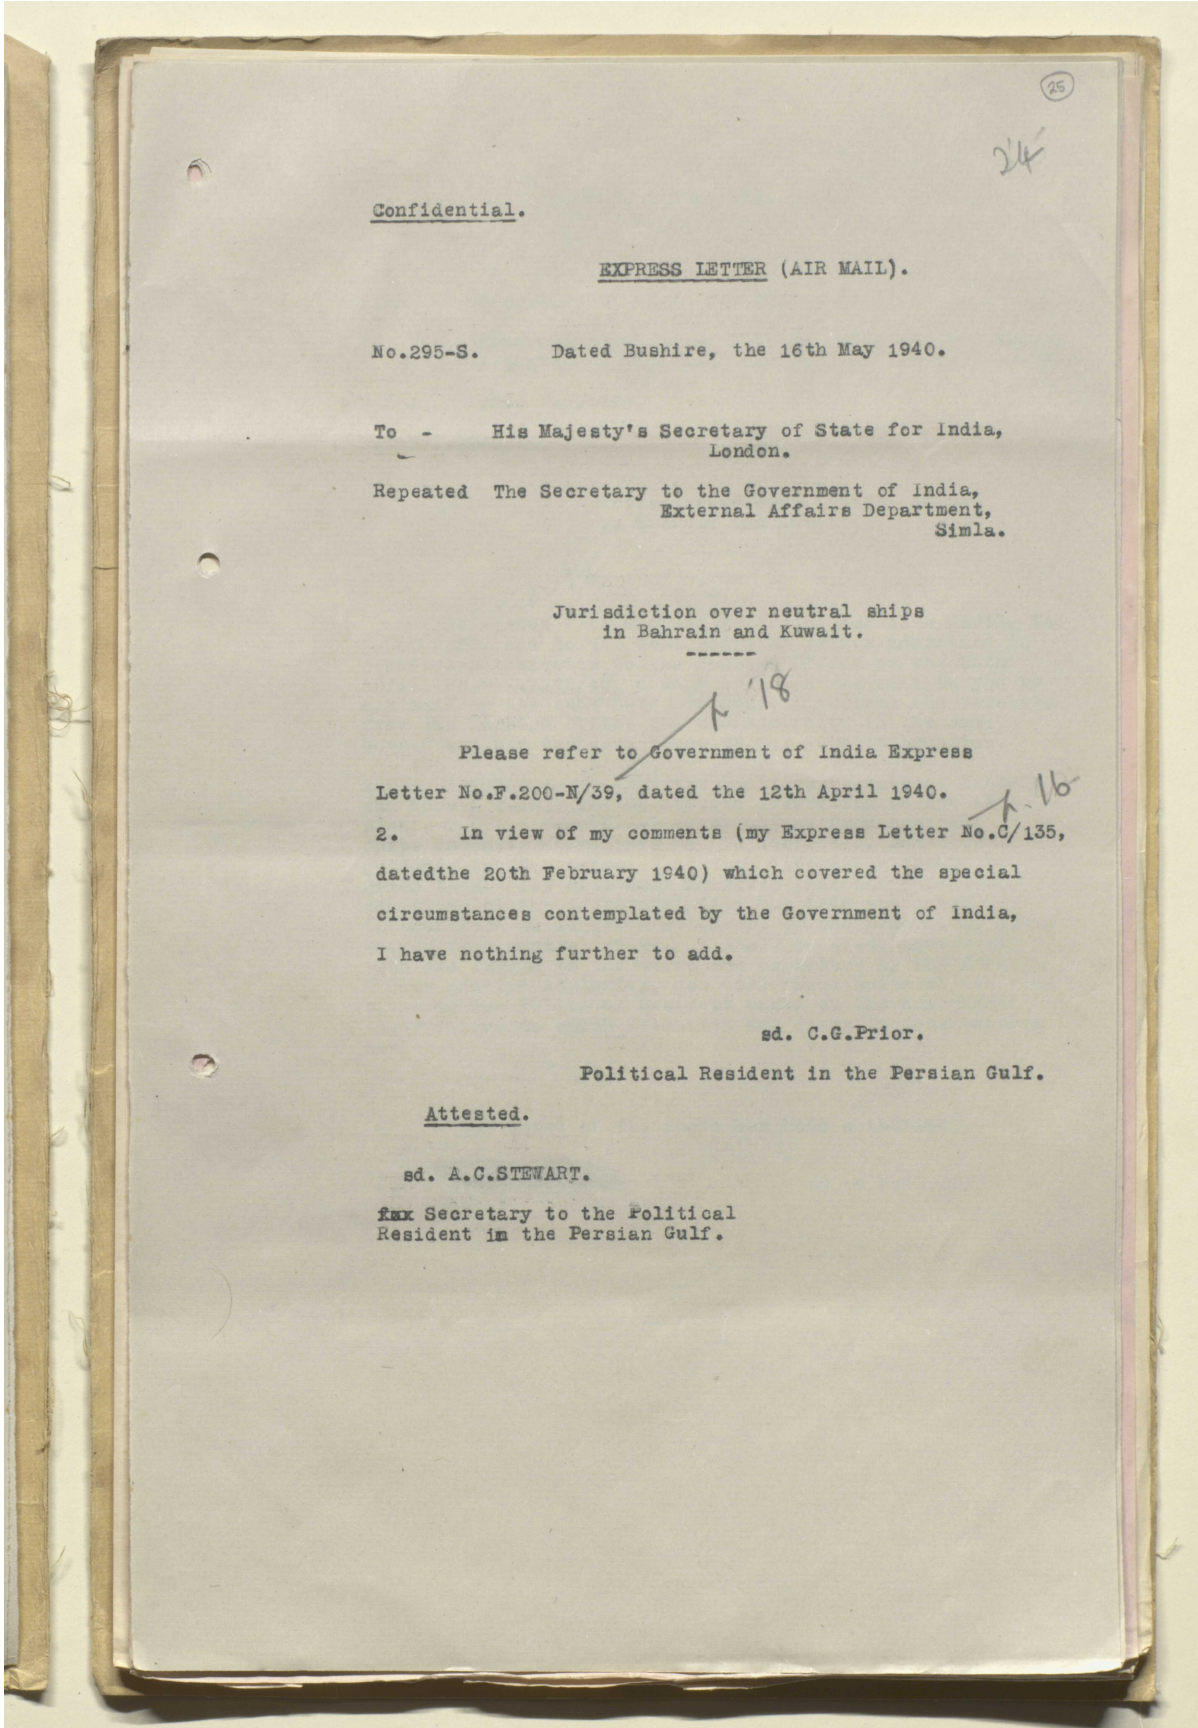 25
24
Confidential.
EXPRESS LETTER (AIR MAIL).
No.295-S. Dated Bushire, the 16th May 1940.
To - His Majesty's Secretary of State for India,
London.
Repeated The Secretary to the Government of India,
External Affairs Department,
Simla.
Jurisdiction over neutral ships
in Bahrain and Kuwait.
------
p. 18
Please refer to Government of India Express
Letter No.F.200-N/39, dated the 12th April 1940.
p. 16
2. In view of my comments (my Express Letter No.C/135,
datedthe 20th February 1940) which covered the special
circumstances contemplated by the Government of India,
I have nothing further to add.
sd. C.G.Prior.
Political Resident in the Persian Gulf.
Attested.
sd. A.C.STEWART.
Secretary to the Political
Resident in the Persian Gulf.